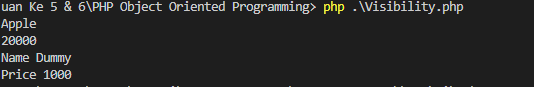 uan Ke 5 & 6\PHP Object Oriented Programming> php .\Visibility.php
Apple
20000
Name Dummy
Price 1000